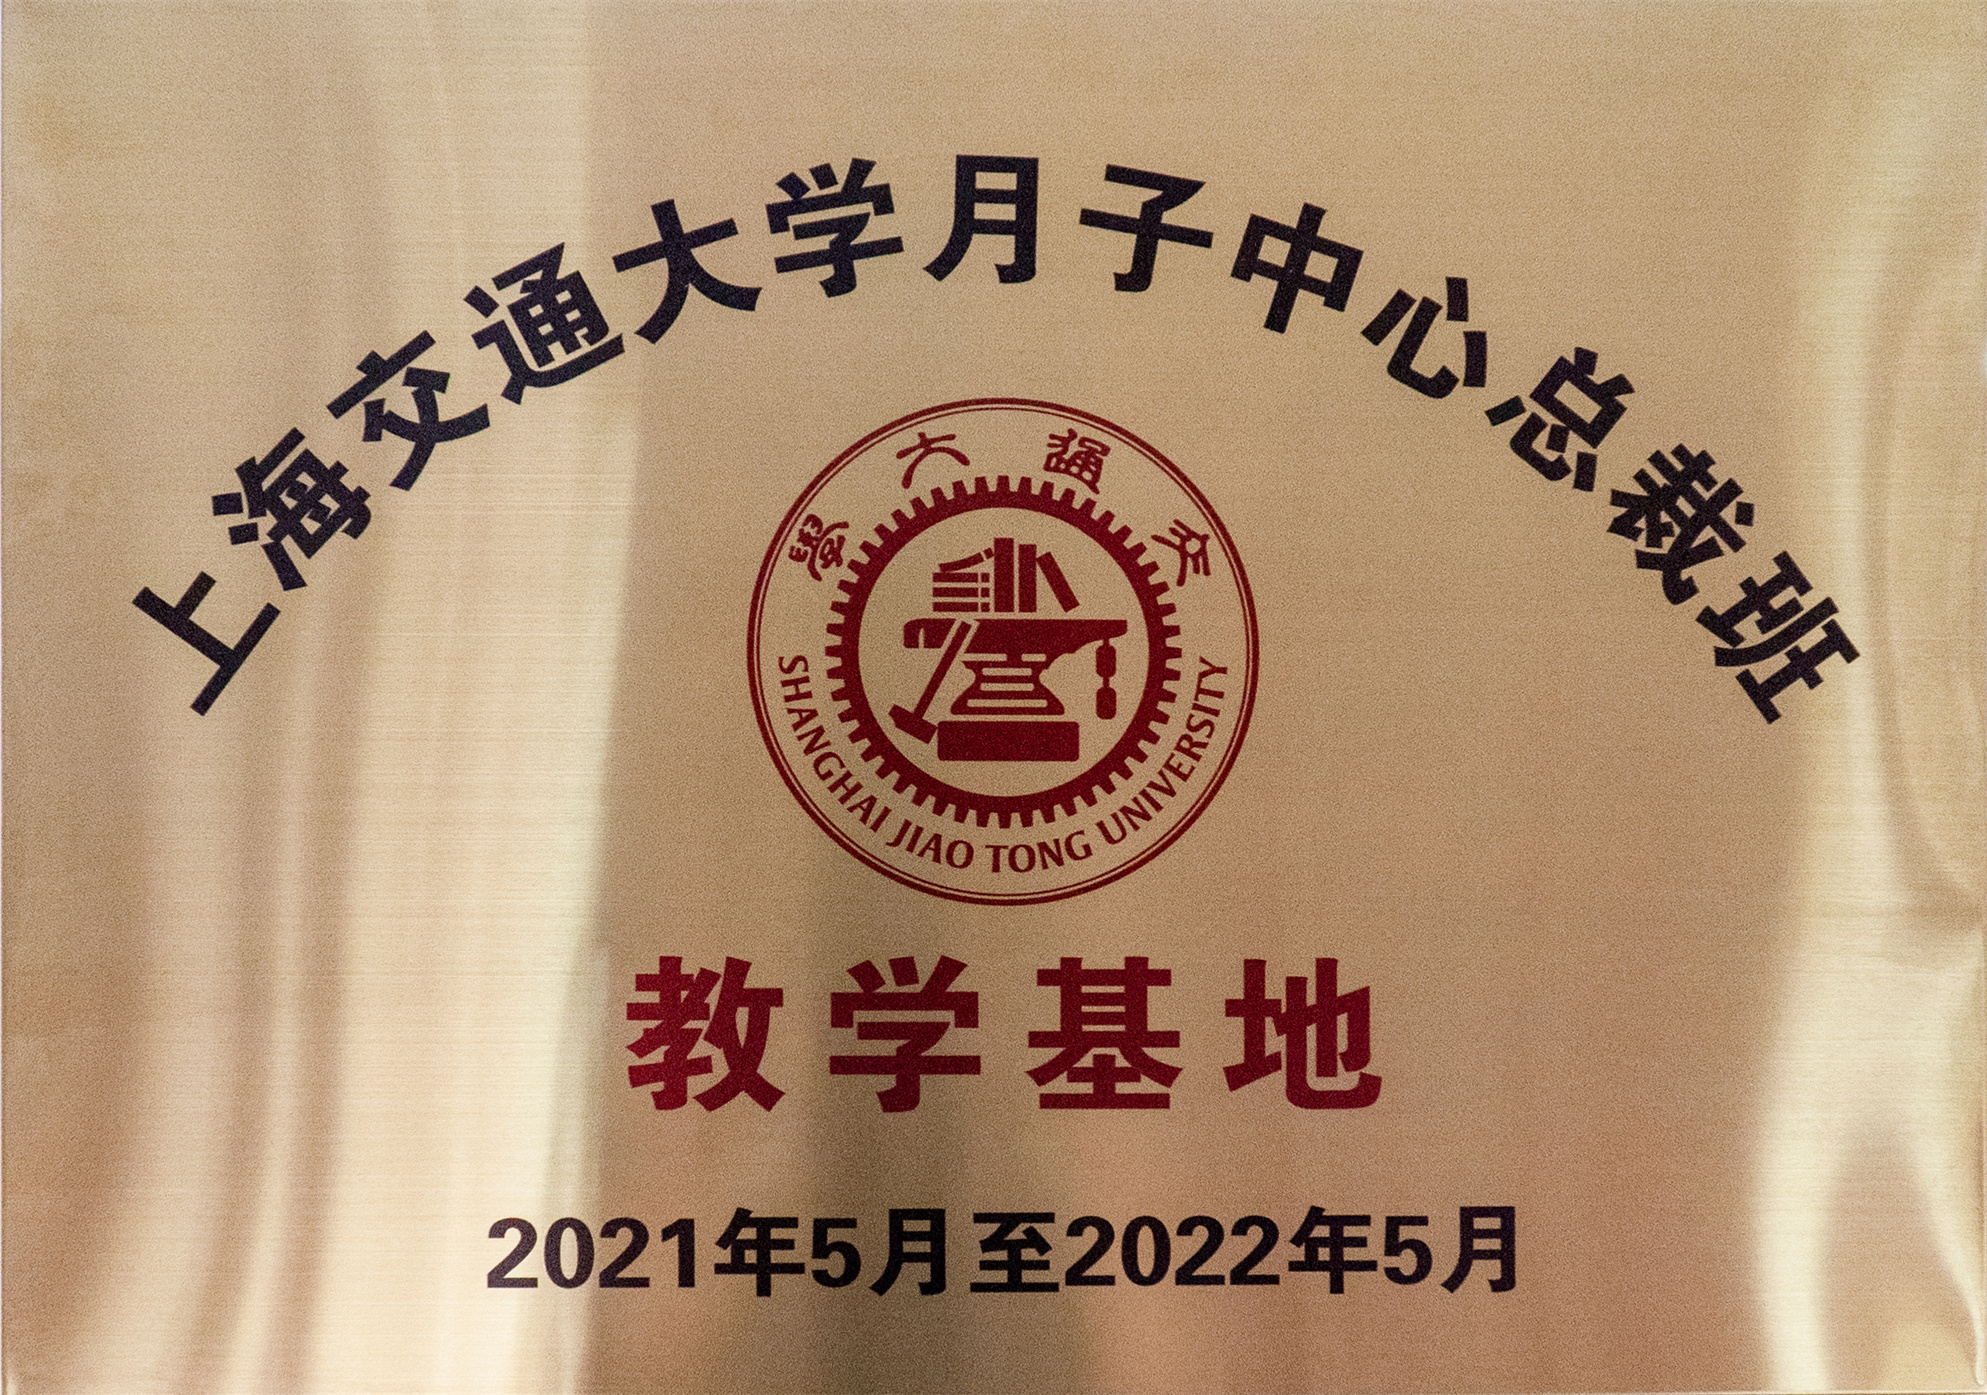 上海交通大学月子中心总裁班
學大通交
SHANGHAI JIAO TONG UNIVERSITY
教学基地
2021年5月至2022年5月